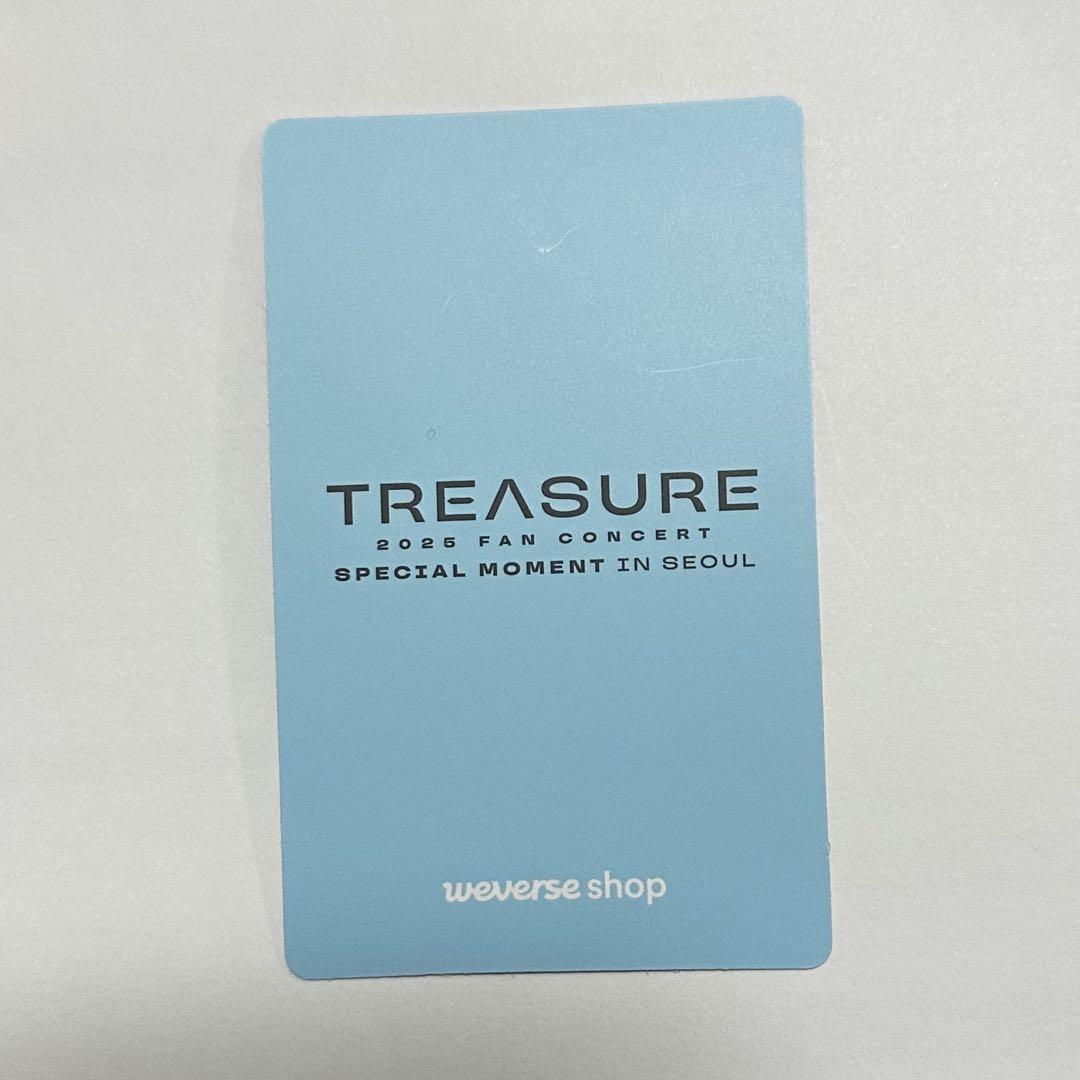 TREASURE
2025 FAN CONCERT
SPECIAL MOMENT IN SEOUL
weverse shop